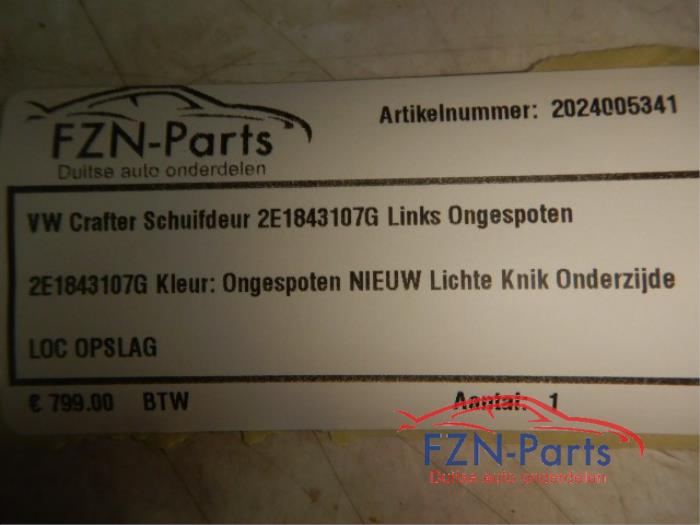 FZN-Parts
Duitse auto onderdelen
Artikelnummer: 2024005341
VW Crafter Schuifdeur 2E1843107G Links Ongespoten
2E1843107G Kleur: Ongespoten NIEUW Lichte Knik Onderzijde
LOC OPSLAG
€ 799.00 BTW Aantal: 1
FZN-Parts
Duitse auto onderdelen